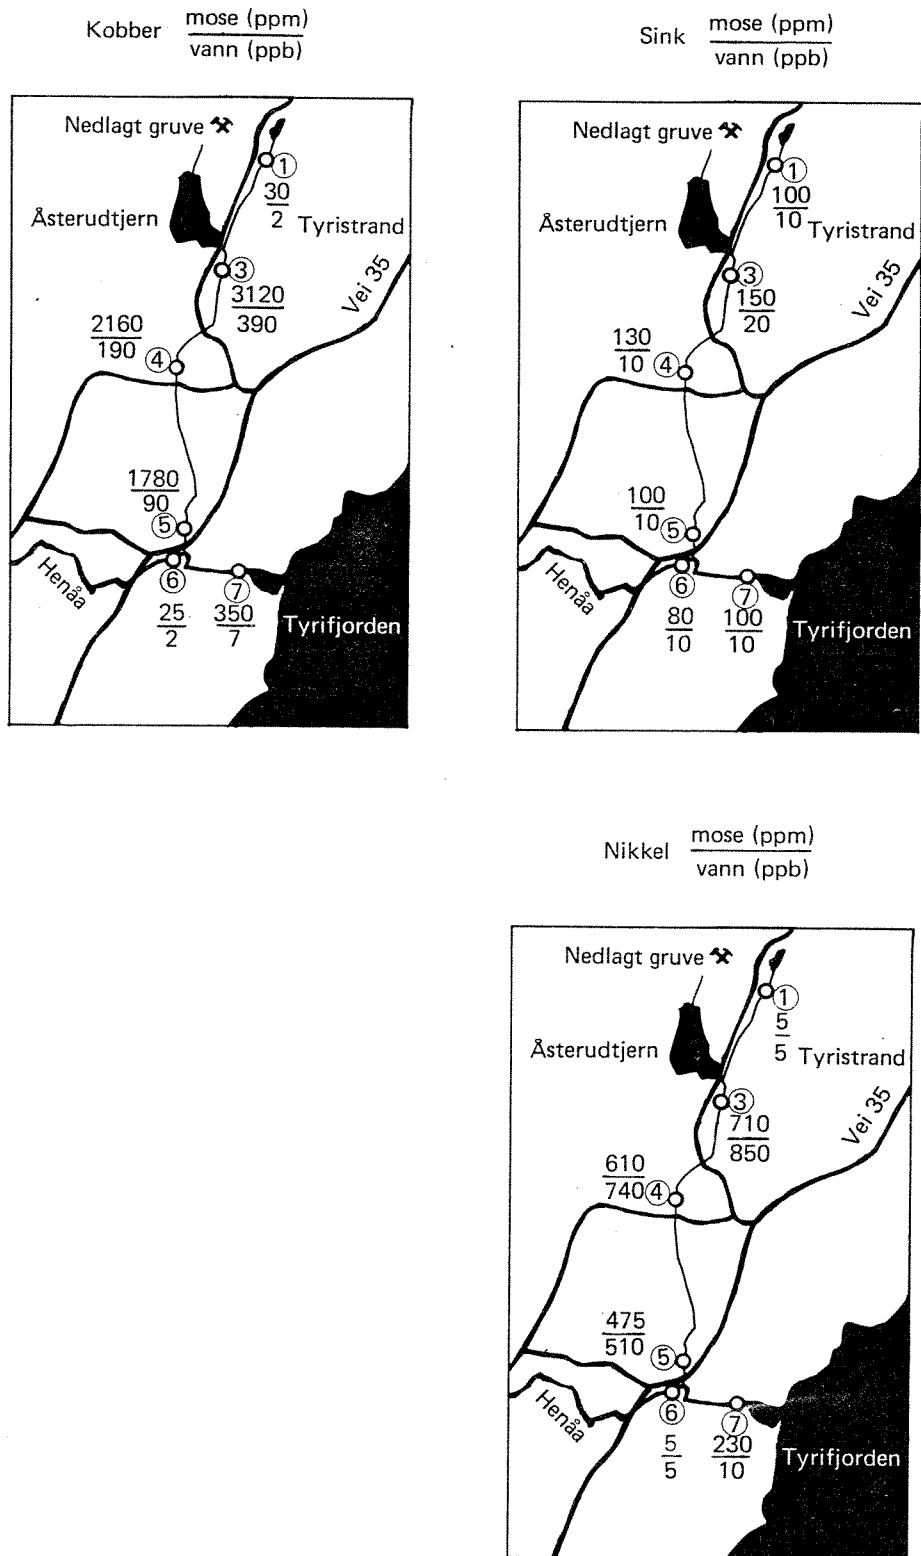 Kobber mose (ppm)
vann (ppb)
Nedlagt gruve
①
30
2
Åsterudtjern
Tyristrand
③
3120
390
Vei 35
2160
190
④
1780
90
⑤
Henåa
⑥
25
2
⑦
350
7
Tyrifjorden
Sink mose (ppm)
vann (ppb)
Nedlagt gruve
①
100
10
Åsterudtjern
Tyristrand
③
150
20
Vei 35
130
10
④
100
10
⑤
Henåa
⑥
80
10
⑦
100
10
Tyrifjorden
Nikkel mose (ppm)
vann (ppb)
Nedlagt gruve
①
5
5
Åsterudtjern
Tyristrand
③
710
850
Vei 35
610
740
④
475
510
⑤
Henåa
⑥
5
5
⑦
230
10
Tyrifjorden